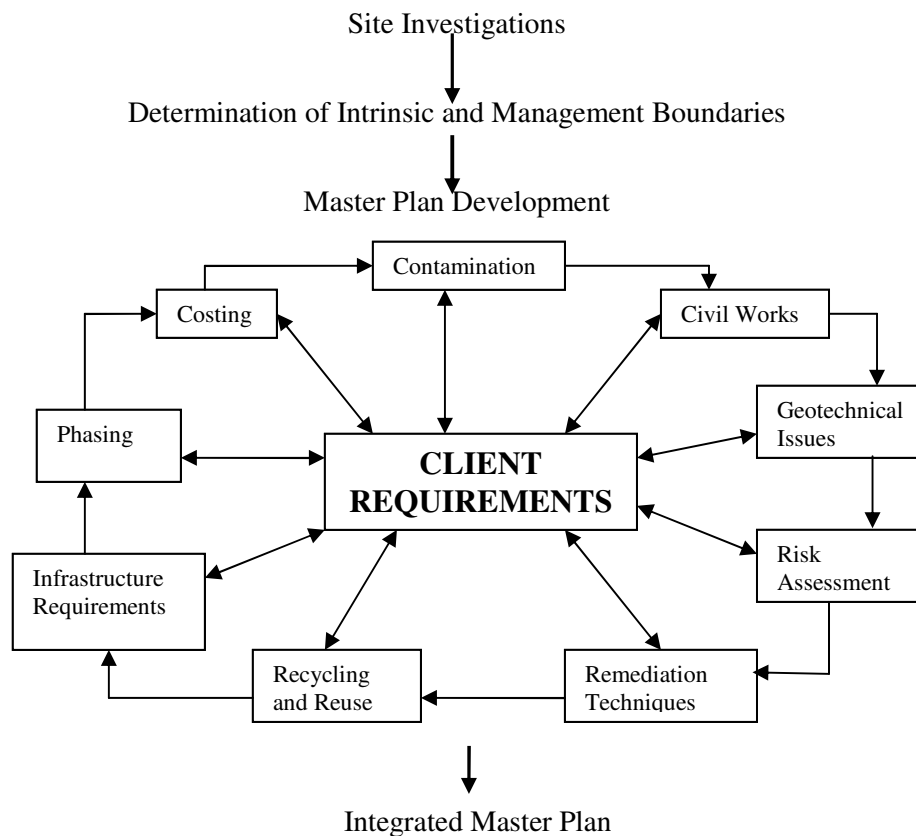 Site Investigations
Determination of Intrinsic and Management Boundaries
Master Plan Development
Contamination
Costing
Civil Works
Phasing
Geotechnical
Issues
CLIENT
REQUIREMENTS
Infrastructure
Requirements
Risk
Assessment
Recycling
and Reuse
Remediation
Techniques
Integrated Master Plan